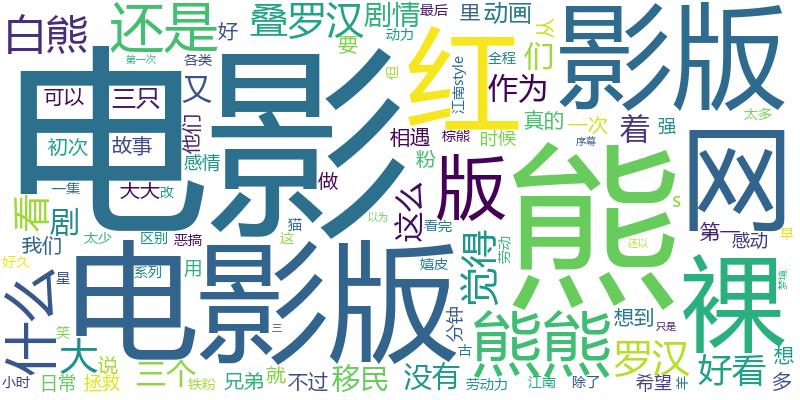 白熊
还是
好
叠罗汉
剧情
最后
里
动画
从
电影
红
影版
第一次
各类
又
要
动力
但
全程
们
可以
三只
他们
江南style
作为
太多
初次
故事
感情
相遇
棕熊
时候
真的
一次
着
强
序幕
版
熊
网
一集
大大
改
做
粉
这么
看
剧
太少
区别
恶搞
猫
这
以为
看完
觉得
劳动
s
第一
感动
早
还以
我们
好久
星
系列
用
电影版
嬉皮
裸
只是
梦境
什么
大
笑
三
分钟
古
熊熊
想到
罗汉
好看
想
说
小时
日常
拯救
三个
铁粉
兄弟
就
不过
移民
没有
劳动力
江南
除了
希望
多